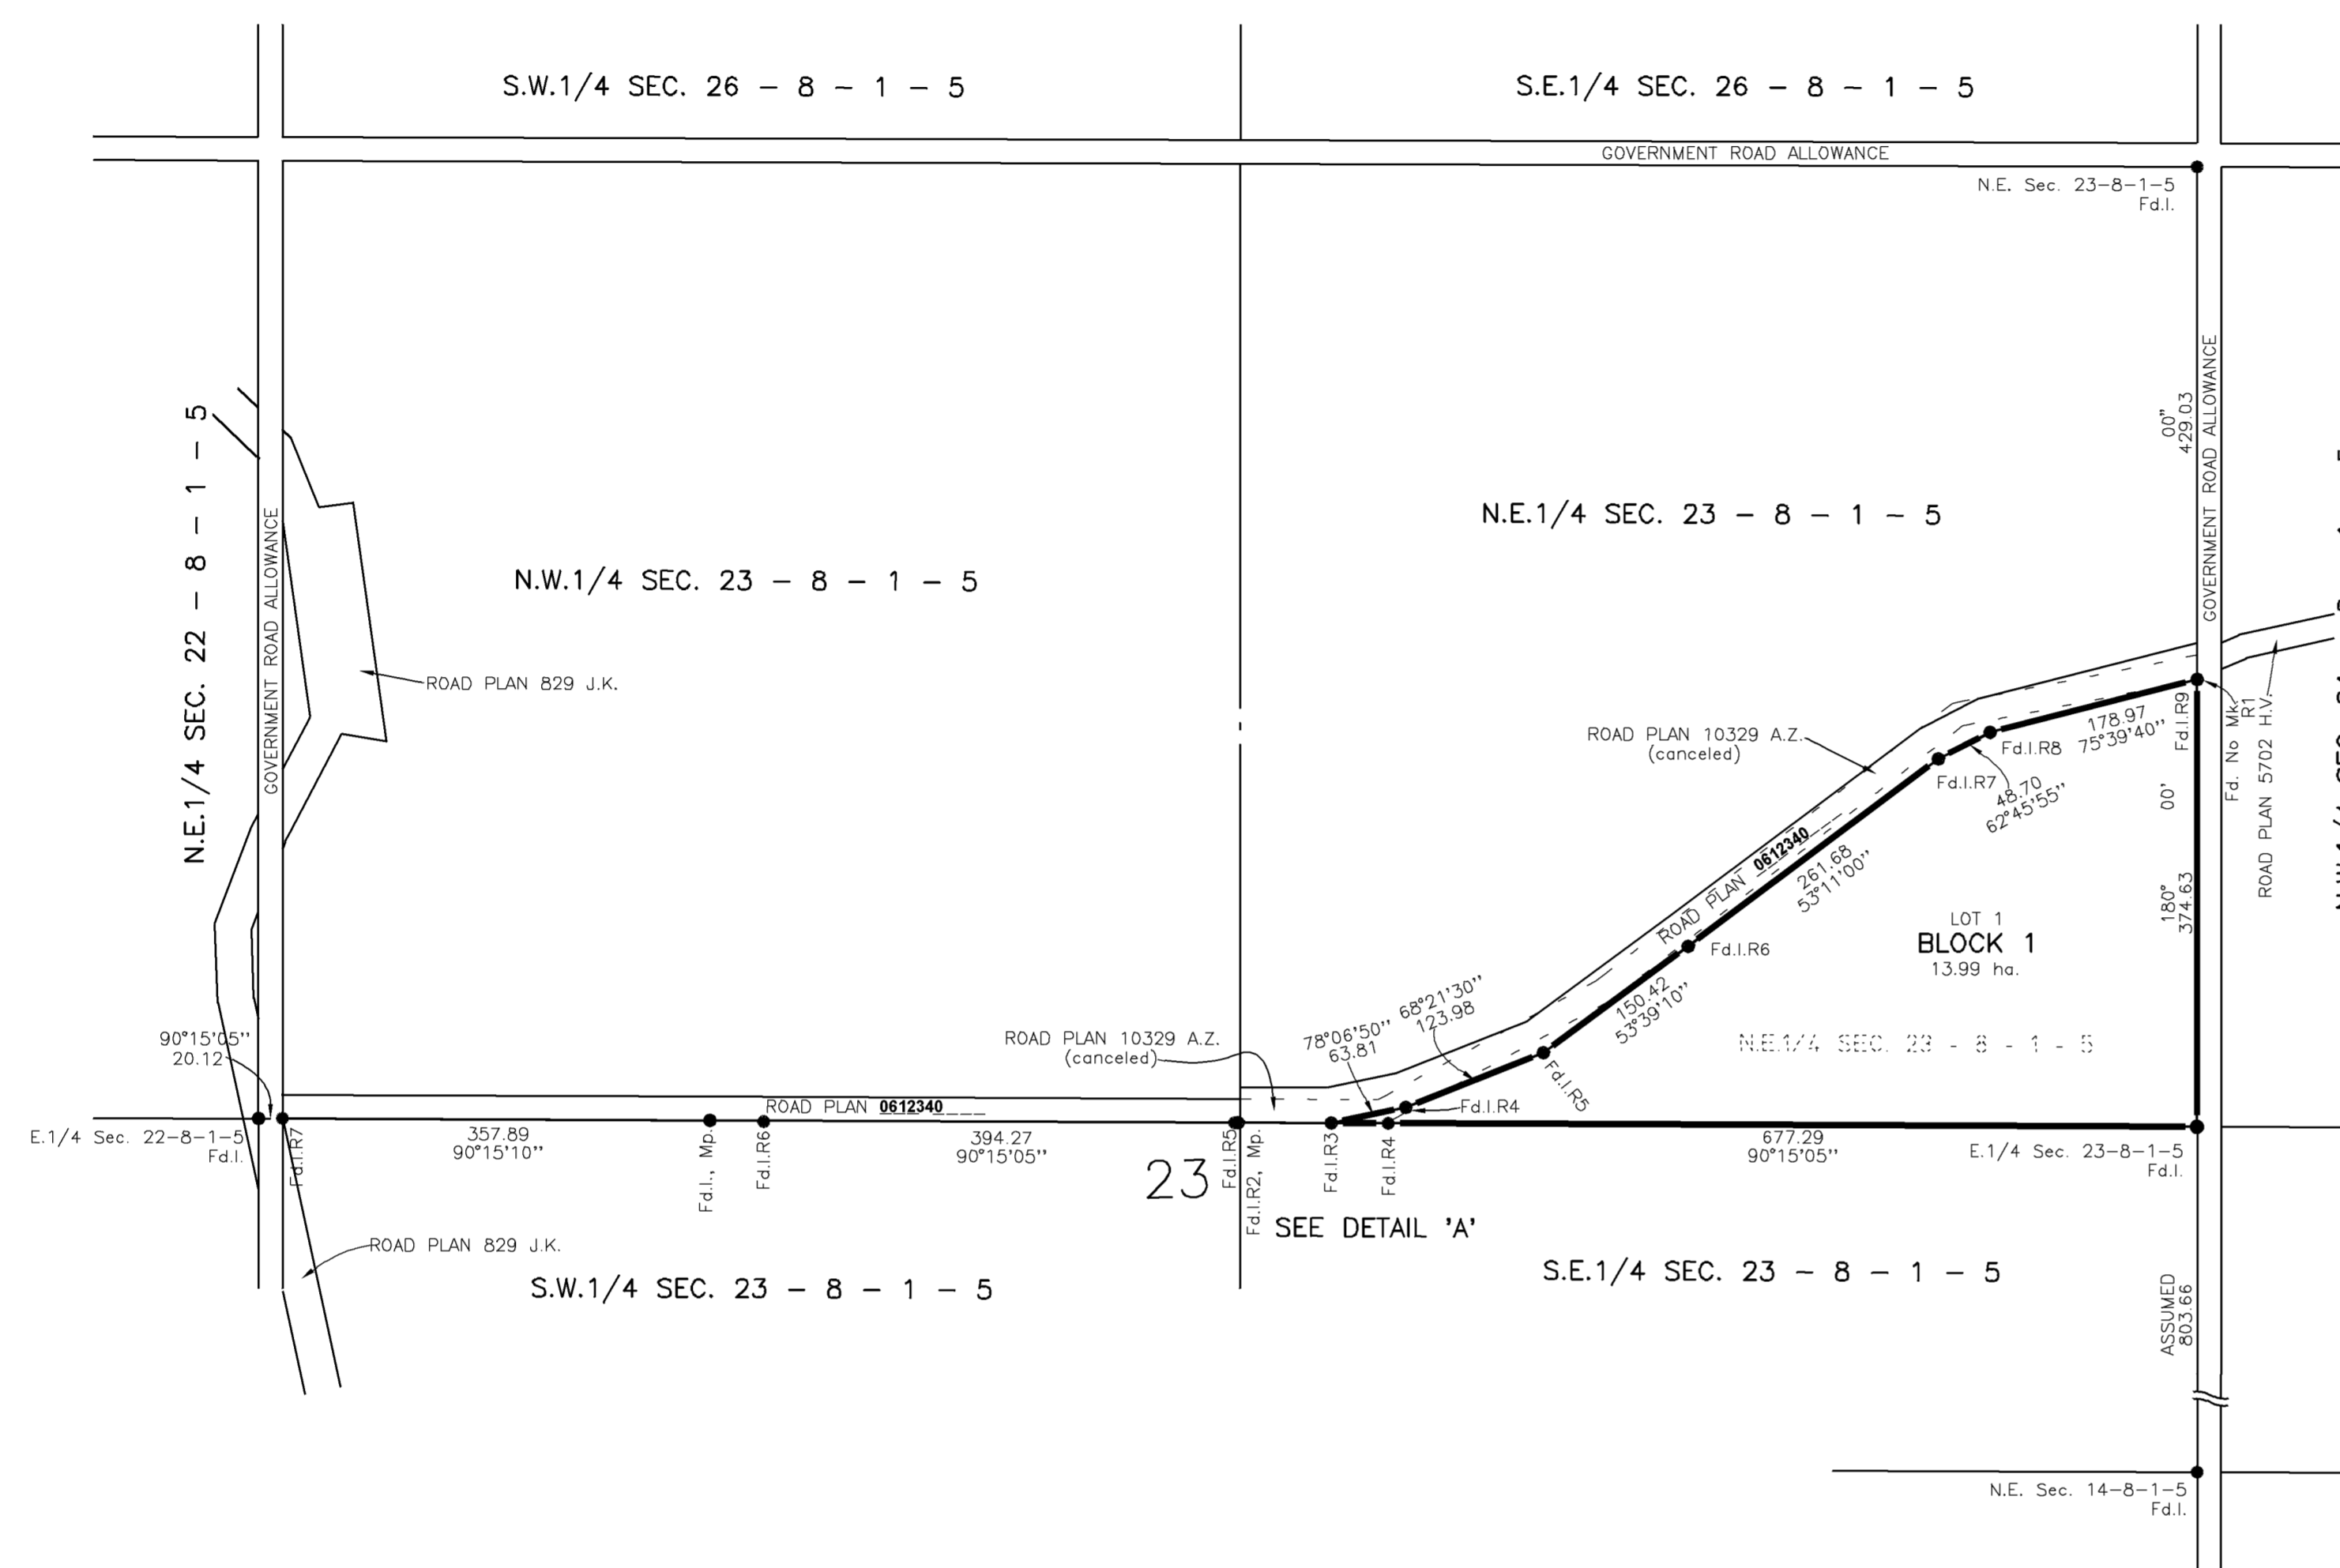 S.W.1/4 SEC. 26 - 8 - 1 - 5
S.E.1/4 SEC. 26 - 8 - 1 - 5
GOVERNMENT ROAD ALLOWANCE
N.E. Sec. 23-8-1-5
Fd.I.
N.E.1/4 SEC. 22 - 8 - 1 - 5
GOVERNMENT ROAD ALLOWANCE
ROAD PLAN 829 J.K.
N.W.1/4 SEC. 23 - 8 - 1 - 5
N.E.1/4 SEC. 23 - 8 - 1 - 5
00"
429.03
GOVERNMENT ROAD ALLOWANCE
ROAD PLAN 10329 A.Z.
(canceled)
Fd.I.R9
Fd. No Mk.
R1
ROAD PLAN 5702 H.V.
178.97
75°39'40"
Fd.I.R8
Fd.I.R7
48.70
62°45'55"
00'
ROAD PLAN 0612340
261.68
53°11'00"
180°
374.63
LOT 1
BLOCK 1
13.99 ha.
Fd.I.R6
150.42
53°39'10"
68°21'30"
123.98
78°06'50"
63.81
N.E.1/4 SEC. 23 - 8 - 1 - 5
ROAD PLAN 10329 A.Z.
(canceled)
90°15'05"
20.12
Fd.I.R5
Fd.I.R4
ROAD PLAN 0612340
E.1/4 Sec. 22-8-1-5
Fd.I.
Fd.I.R7
357.89
90°15'10"
Fd.I., Mp.
Fd.I.R6
394.27
90°15'05"
23
Fd.I.R5
Fd.I.R2, Mp.
Fd.I.R3
Fd.I.R4
677.29
90°15'05"
E.1/4 Sec. 23-8-1-5
Fd.I.
SEE DETAIL 'A'
ROAD PLAN 829 J.K.
S.W.1/4 SEC. 23 - 8 - 1 - 5
S.E.1/4 SEC. 23 - 8 - 1 - 5
ASSUMED
803.66
N.E. Sec. 14-8-1-5
Fd.I.